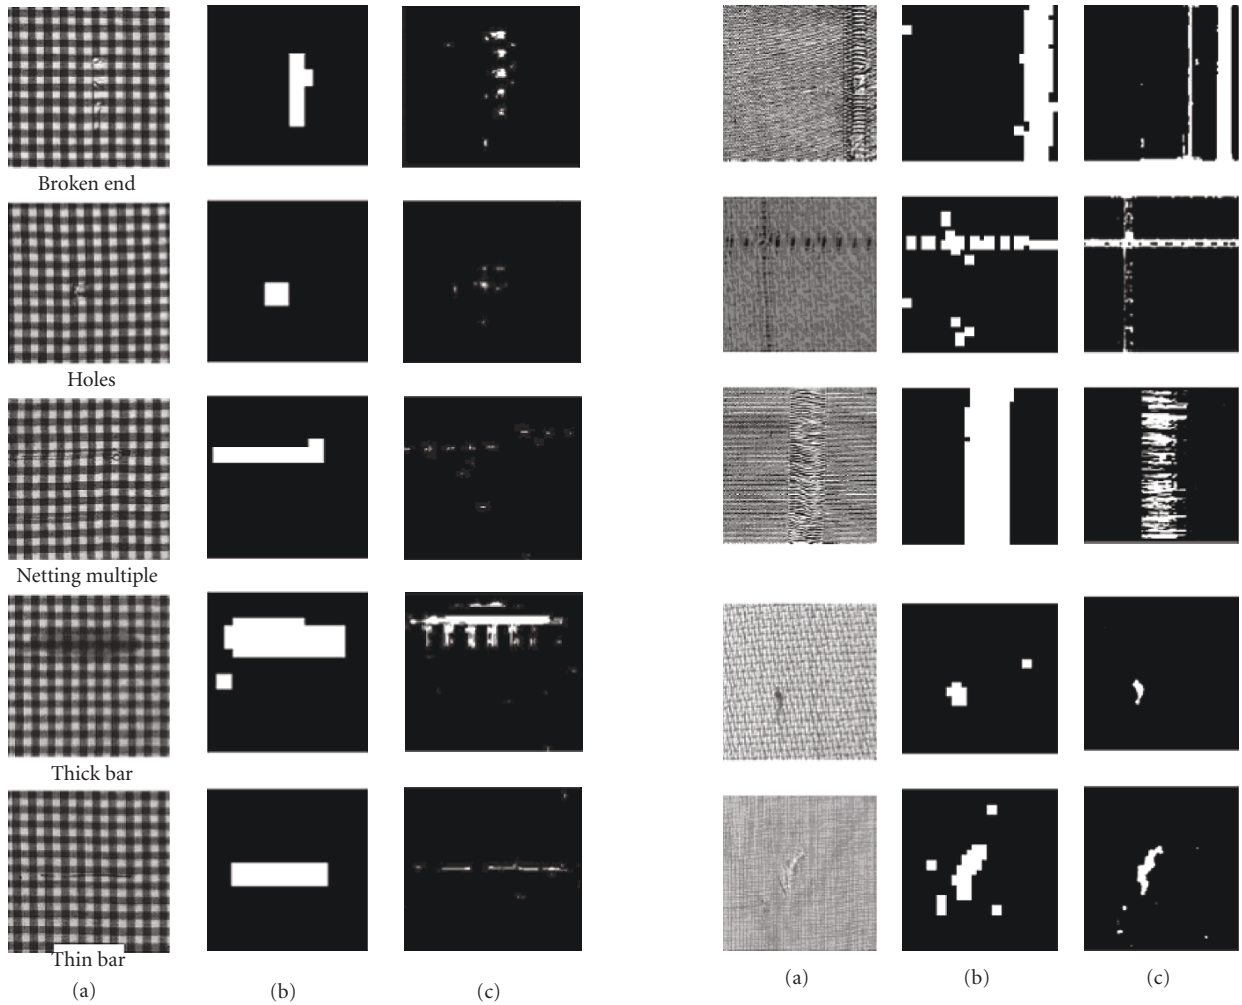 Broken end
Holes
Netting multiple
Thick bar
Thin bar
(a) (b) (c) (a) (b) (c)